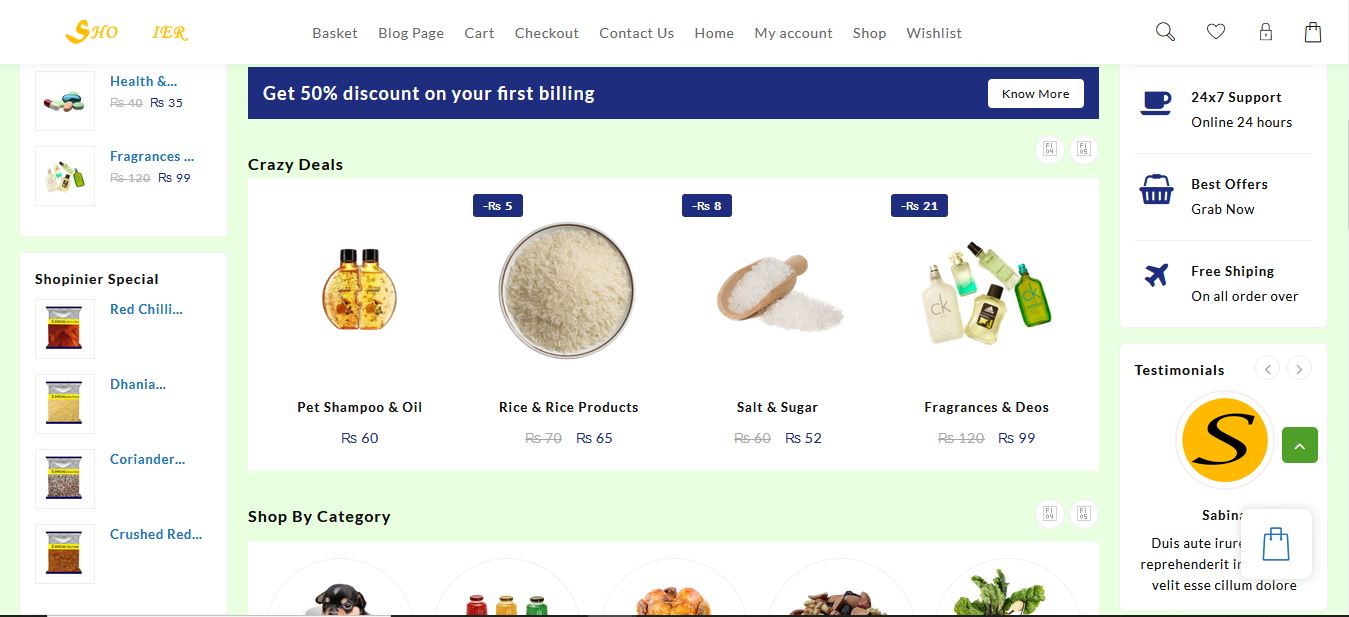 SHO IER
Basket Blog Page Cart Checkout Contact Us Home My account Shop Wishlist
Health &...
₨ 40 ₨ 35
Fragrances ...
₨ 120 ₨ 99
Shopinier Special
Red Chilli...
Dhania...
Coriander...
Crushed Red...
Get 50% discount on your first billing
Know More
Crazy Deals
-₨ 5
-₨ 8
-₨ 21
Pet Shampoo & Oil
Rice & Rice Products
Salt & Sugar
Fragrances & Deos
₨ 60
₨ 70 ₨ 65
₨ 60 ₨ 52
₨ 120 ₨ 99
Shop By Category
24x7 Support
Online 24 hours
Best Offers
Grab Now
Free Shiping
On all order over
Testimonials
S
Sabina
Duis aute irure
reprehenderit in
velit esse cillum dolore